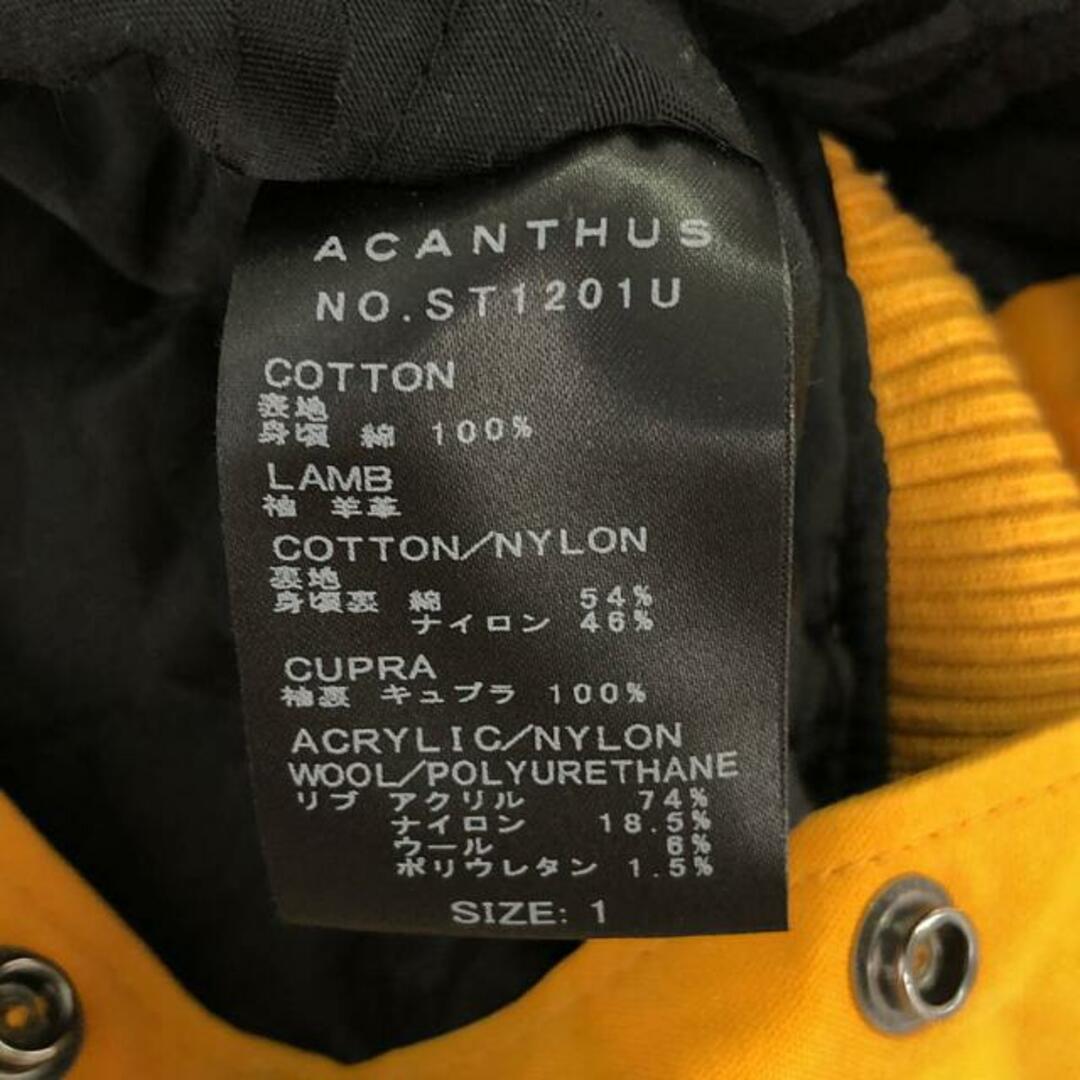 ACANTHUS
NO.ST1201U
COTTON
表地
身頃 綿 100%
LAMB
袖 羊革
COTTON/NYLON
裏地
身頃裏 綿 54%
ナイロン 46%
CUPRA
袖裏 キュプラ 100%
ACRYLIC/NYLON
WOOL/POLYURETHANE
リブ アクリル 74%
ナイロン 18.5%
ウール 6%
ポリウレタン 1.5%
SIZE: 1